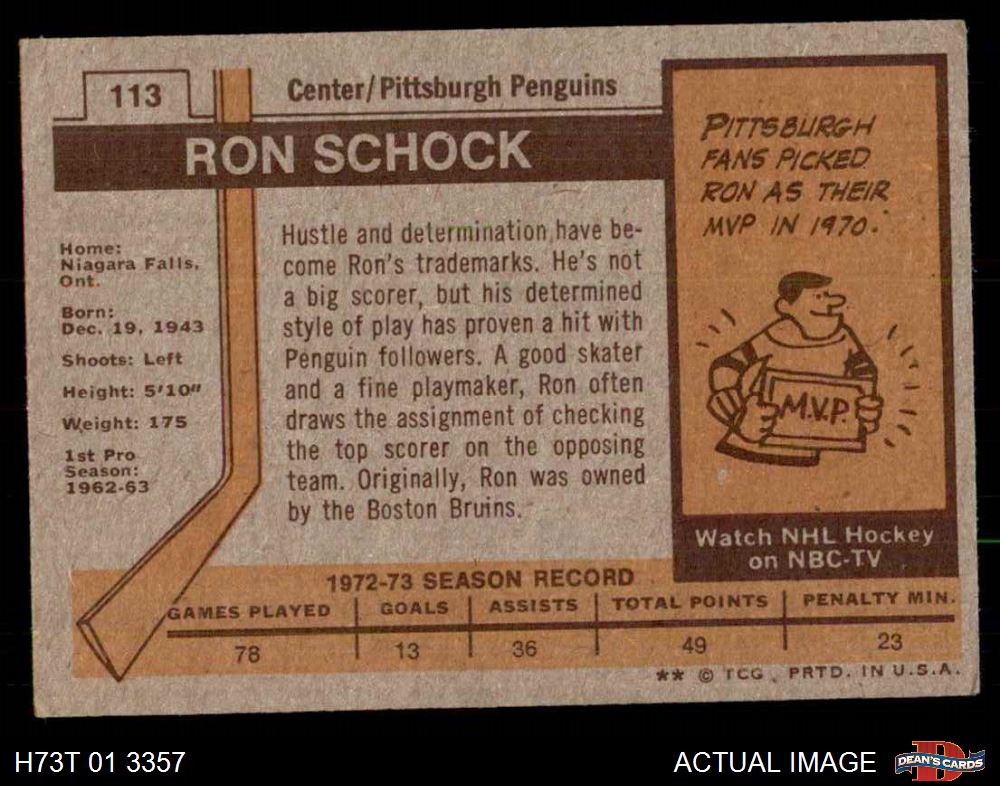 113
Center/Pittsburgh Penguins
RON SCHOCK
Home:
Niagara Falls,
Ont.
Born:
Dec. 19, 1943
Shoots: Left
Height: 5'10"
Weight: 175
1st Pro
Season:
1962-63
Hustle and determination have be-
come Ron's trademarks. He's not
a big scorer, but his determined
style of play has proven a hit with
Penguin followers. A good skater
and a fine playmaker, Ron often
draws the assignment of checking
the top scorer on the opposing
team. Originally, Ron was owned
by the Boston Bruins.
PITTSBURGH
FANS PICKED
RON AS THEIR
MVP IN 1970.
M.V.P.
Watch NHL Hockey
on NBC-TV
1972-73 SEASON RECORD
GAMES PLAYED GOALS ASSISTS TOTAL POINTS PENALTY MIN.
78 13 36 49 23
** © TCG PRTD. IN U.S.A.
H73T 01 3357
ACTUAL IMAGE
D
DEAN'S CARDS